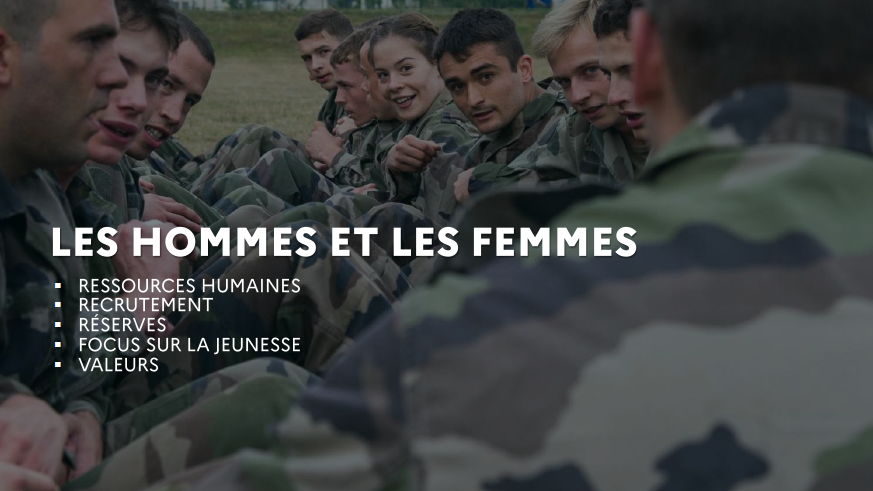 LES HOMMES ET LES FEMMES
▪ RESSOURCES HUMAINES
▪ RECRUTEMENT
▪ RÉSERVES
▪ FOCUS SUR LA JEUNESSE
▪ VALEURS